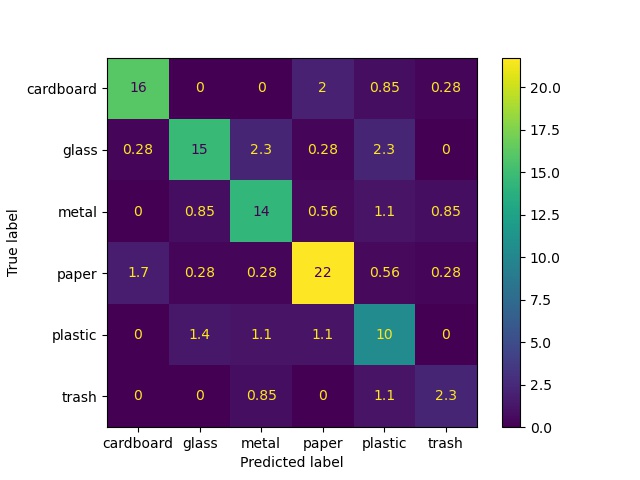 cardboard 16 0 0 2 0.85 0.28
glass 0.28 15 2.3 0.28 2.3 0
metal 0 0.85 14 0.56 1.1 0.85
paper 1.7 0.28 0.28 22 0.56 0.28
plastic 0 1.4 1.1 1.1 10 0
trash 0 0 0.85 0 1.1 2.3
cardboard glass metal paper plastic trash
Predicted label
True label
20.0
17.5
15.0
12.5
10.0
7.5
5.0
2.5
0.0